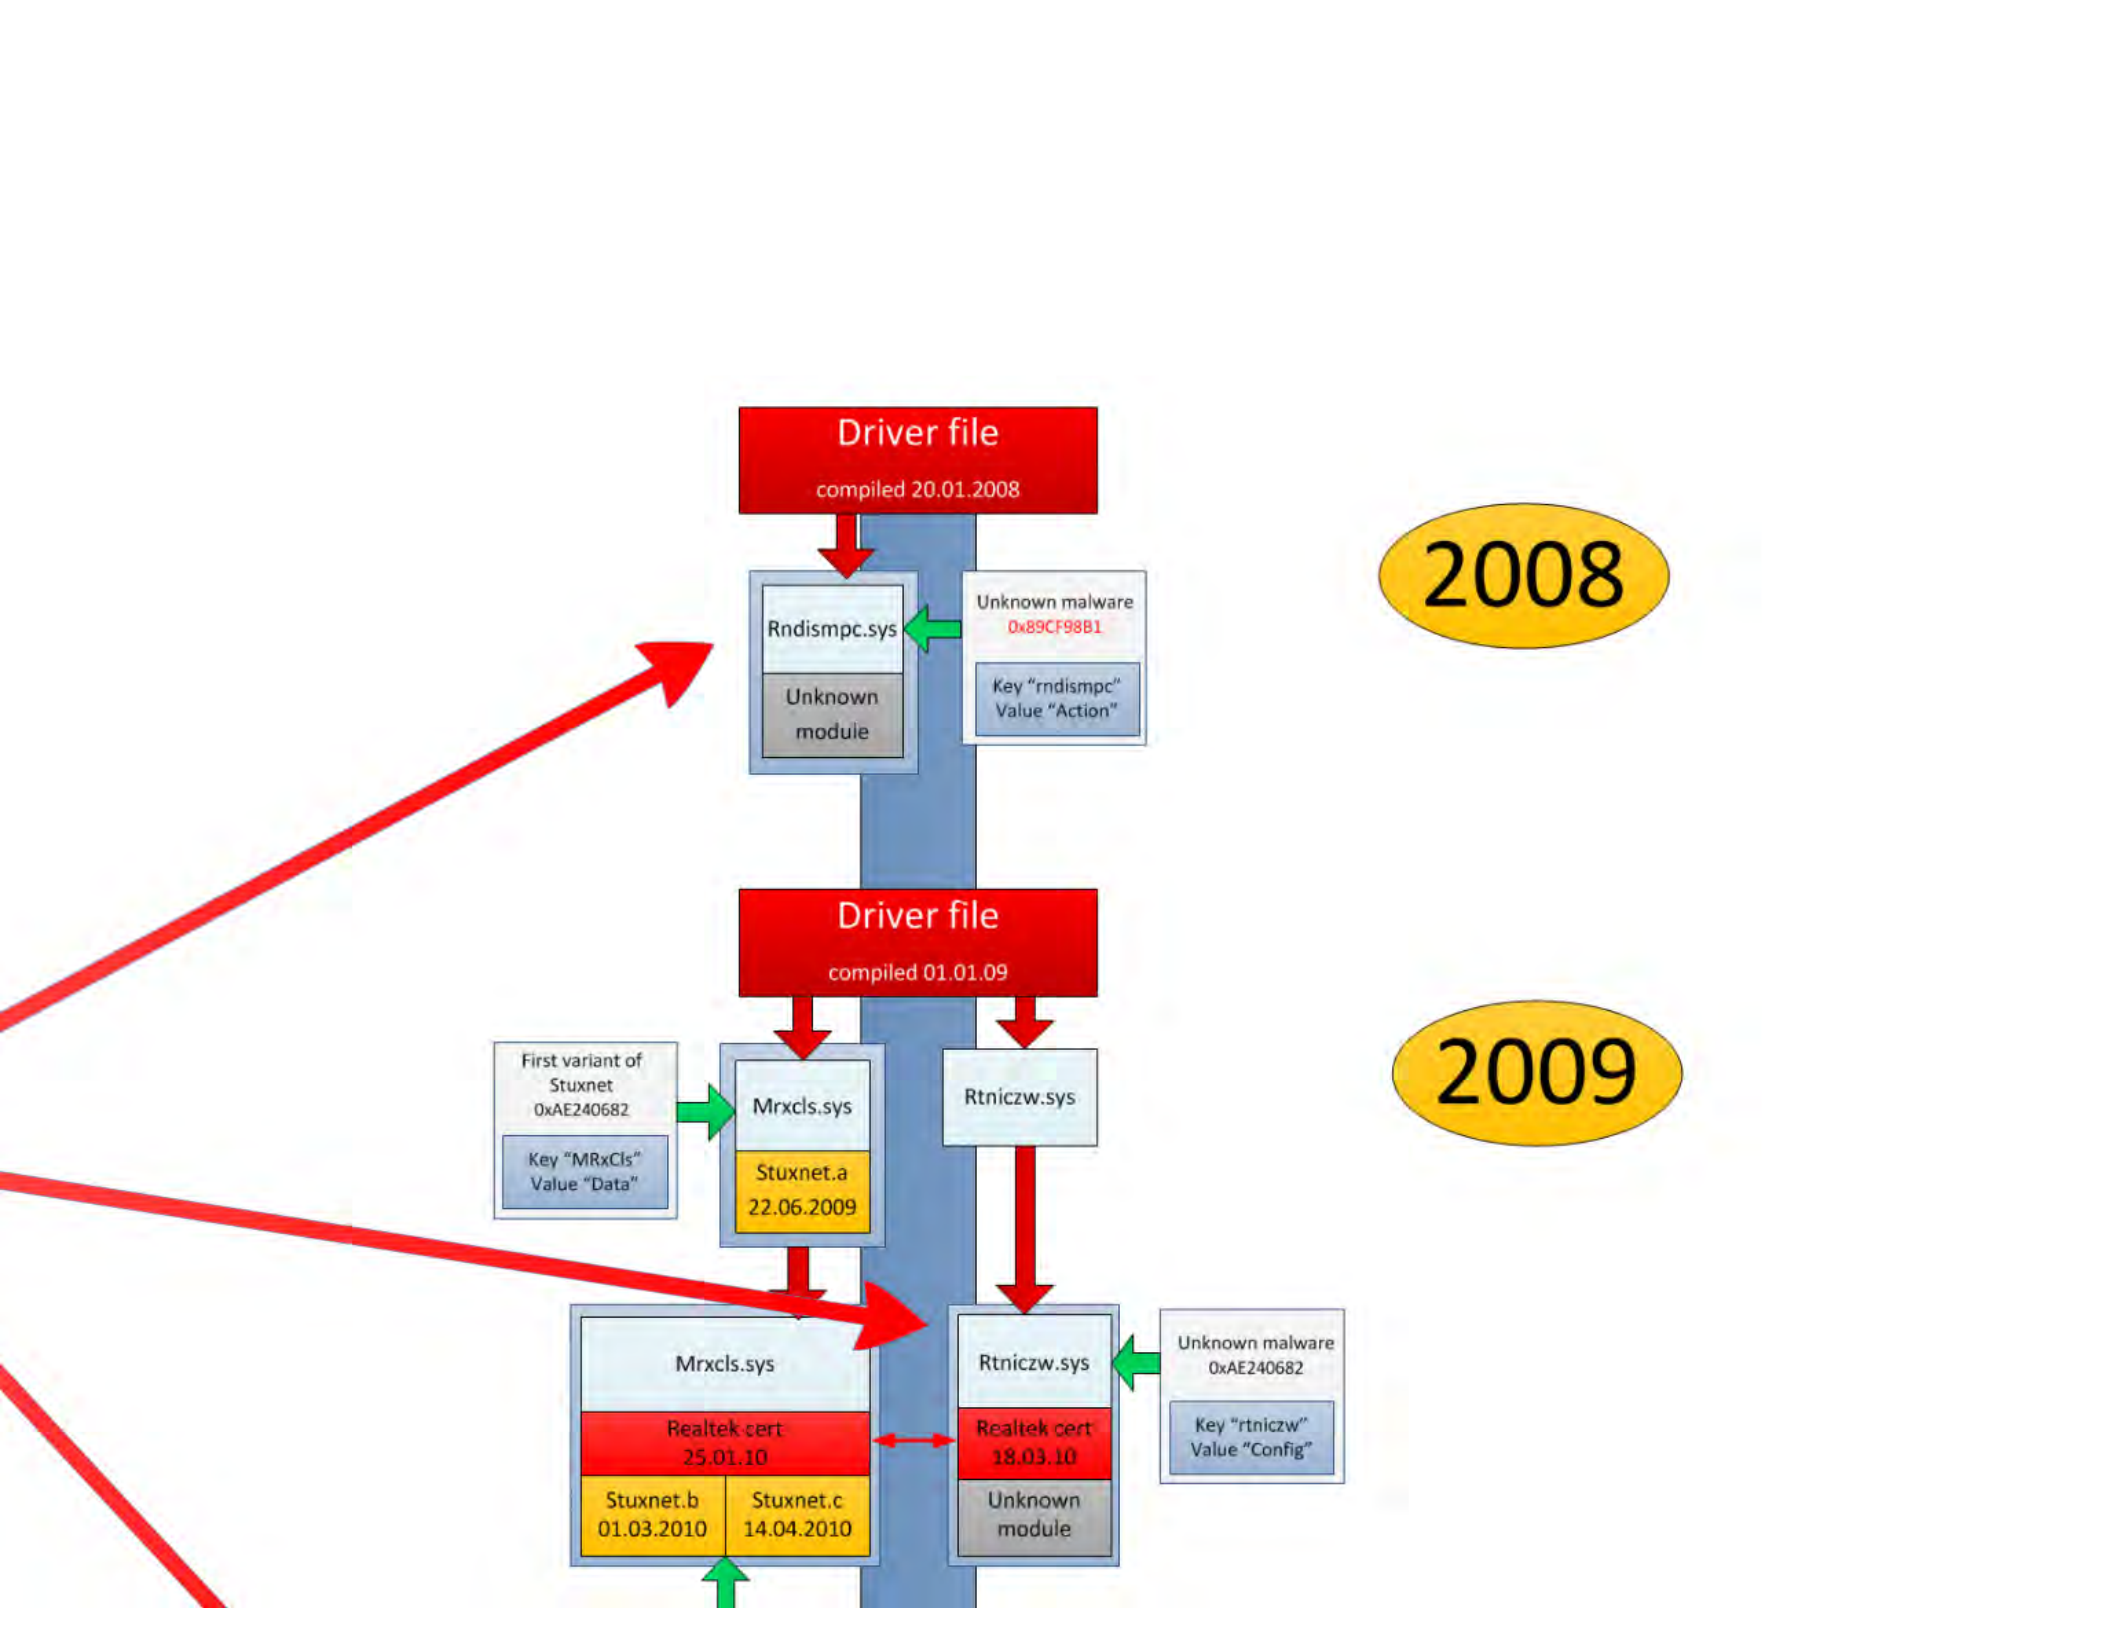 Driver file
compiled 20.01.2008
2008
Rndismpc.sys
Unknown
module
Unknown malware
0x89CF98B1
Key “rndismpc”
Value “Action”
Driver file
compiled 01.01.09
2009
First variant of
Stuxnet
0xAE240682
Key “MRxCls”
Value “Data”
Mrxcls.sys
Stuxnet.a
22.06.2009
Rtniczw.sys
Mrxcls.sys
Realtek cert
25.01.10
Stuxnet.b
01.03.2010
Stuxnet.c
14.04.2010
Rtniczw.sys
Realtek cert
18.03.10
Unknown
module
Unknown malware
0xAE240682
Key “rtniczw”
Value “Config”